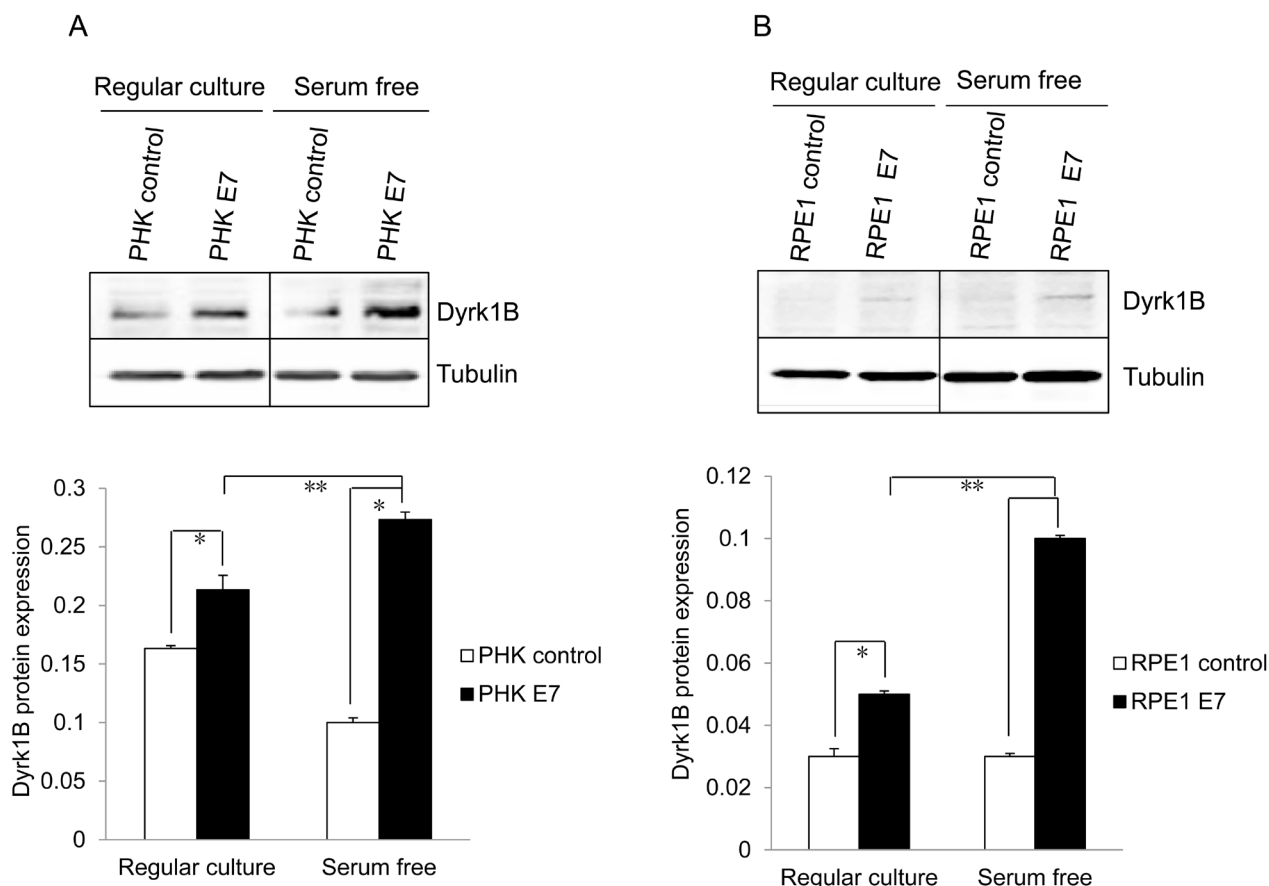 A
Regular culture Serum free
PHK control PHK E7 PHK control PHK E7
Dyrk1B
Tubulin
Dyrk1B protein expression
0.3
0.25
0.2
0.15
0.1
0.05
0
**
*
*
Regular culture Serum free
PHK control
PHK E7
B
Regular culture Serum free
RPE1 control RPE1 E7 RPE1 control RPE1 E7
Dyrk1B
Tubulin
Dyrk1B protein expression
0.12
0.1
0.08
0.06
0.04
0.02
0
**
*
Regular culture Serum free
RPE1 control
RPE1 E7